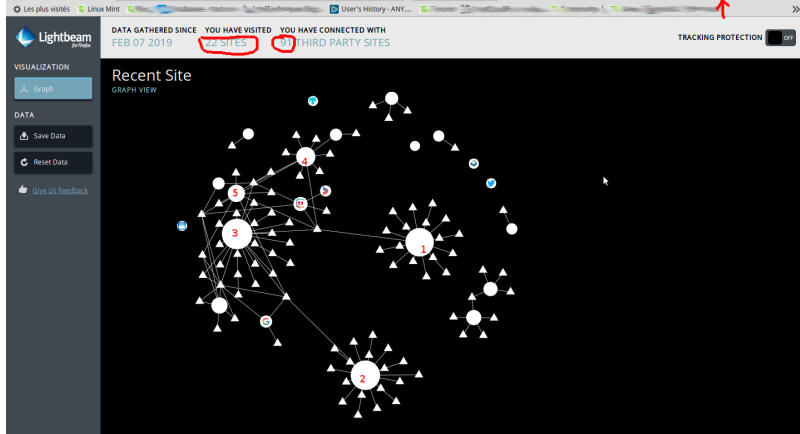 Les plus visités
Linux Mint
User's History - ANY...
Lightbeam
for Firefox
DATA GATHERED SINCE
FEB 07 2019
YOU HAVE VISITED
22 SITES
YOU HAVE CONNECTED WITH
91 THIRD PARTY SITES
TRACKING PROTECTION
OFF
VISUALIZATION
Graph
DATA
Save Data
Reset Data
Give Us Feedback
Recent Site
GRAPH VIEW
4
5
3
1
2
G